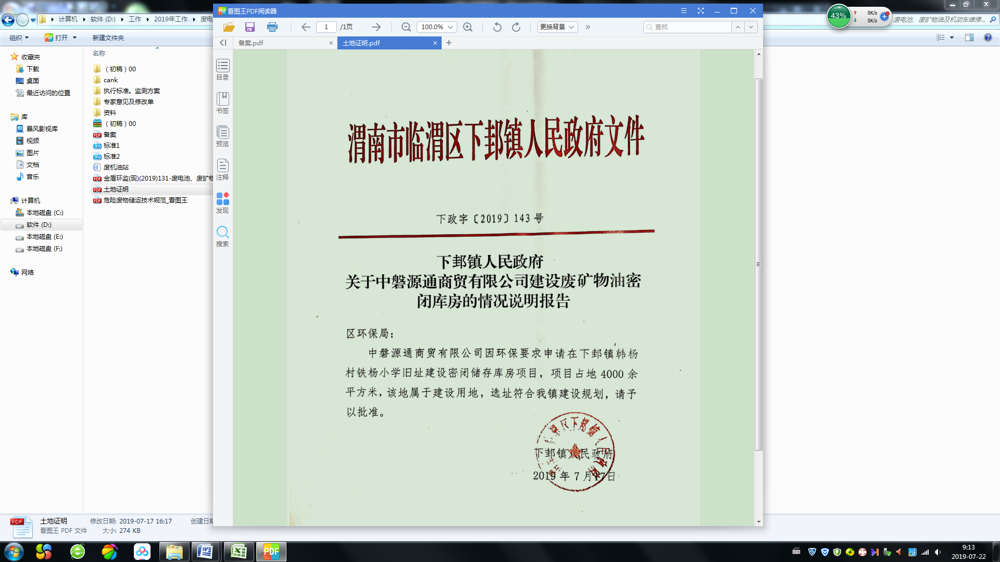 看图王PDF阅读器
43%
0K/s
0K/s
计算机
软件 (D:)
工作
2019年工作
废电池、废矿物油及机动车维修...
组织
打开
新建文件夹
1
/1页
100.0%
更换背景
查找
备案.pdf
土地证明.pdf
收藏夹
下载
桌面
最近访问的位置
库
暴风影视库
视频
图片
文档
音乐
计算机
本地磁盘 (C:)
软件 (D:)
本地磁盘 (E:)
本地磁盘 (F:)
网络
名称
（初稿）00
cank
执行标准。监测方案
专家意见及修改单
资料
（初稿）00
备案
标准1
标准2
废机油站
金盾环监(现)(2019)131-废电池、废矿物
土地证明
危险废物储运技术规范_看图王
目录
书签
预览
注释
发现
搜索
渭南市临渭区下邽镇人民政府文件
下政字〔2019〕143 号
下邽镇人民政府
关于中磐源通商贸有限公司建设废矿物油密
闭库房的情况说明报告
区环保局：
中磐源通商贸有限公司因环保要求申请在下邽镇韩杨
村铁杨小学旧址建设密闭储存库房项目，项目占地 4000 余
平方米，该地属于建设用地，选址符合我镇建设规划，请予
以批准。
下邽镇人民政府
2019 年 7 月 17 日
土地证明
修改日期: 2019-07-17 16:17
创建日期
看图王 PDF 文件
大小: 274 KB
9:13
2019-07-22